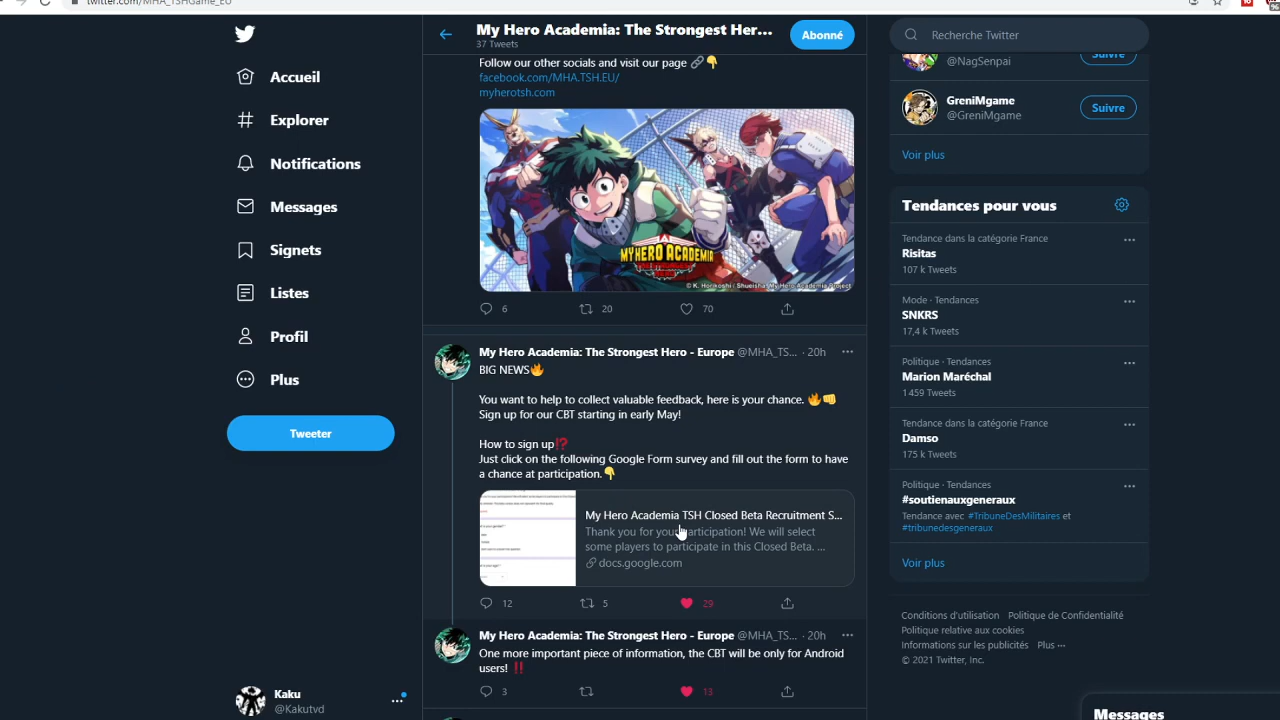 twitter.com/MHA_TSHGame_EU
Accueil
Explorer
Notifications
Messages
Signets
Listes
Profil
Plus
Tweeter
Kaku
@Kakutvd
My Hero Academia: The Strongest Her...
37 Tweets
Abonné
Follow our other socials and visit our page 🔗👇
facebook.com/MHA.TSH.EU/
myherotsh.com
MY HERO ACADEMIA
THE STRONGEST HERO
© K. Horikoshi / Shueisha, My Hero Academia Project
6 20 70
My Hero Academia: The Strongest Hero - Europe @MHA_TS... · 20h
BIG NEWS🔥
You want to help to collect valuable feedback, here is your chance. 🔥👊
Sign up for our CBT starting in early May!
How to sign up⁉️
Just click on the following Google Form survey and fill out the form to have
a chance at participation.👇
My Hero Academia TSH Closed Beta Recruitment S...
Thank you for your participation! We will select
some players to participate in this Closed Beta. ...
docs.google.com
12 5 29
My Hero Academia: The Strongest Hero - Europe @MHA_TS... · 20h
One more important piece of information, the CBT will be only for Android
users! ‼️
3 13
Recherche Twitter
Suivre
@NagSenpai
GreniMgame
@GreniMgame
Suivre
Voir plus
Tendances pour vous
Tendance dans la catégorie France
Risitas
107 k Tweets
Mode · Tendances
SNKRS
17,4 k Tweets
Politique · Tendances
Marion Maréchal
1 459 Tweets
Tendance dans la catégorie France
Damso
175 k Tweets
Politique · Tendances
#soutienauxgeneraux
Tendance avec #TribuneDesMilitaires et
#tribunedesgeneraux
Voir plus
Conditions d'utilisation Politique de Confidentialité
Politique relative aux cookies
Informations sur les publicités Plus ···
© 2021 Twitter, Inc.
Messages